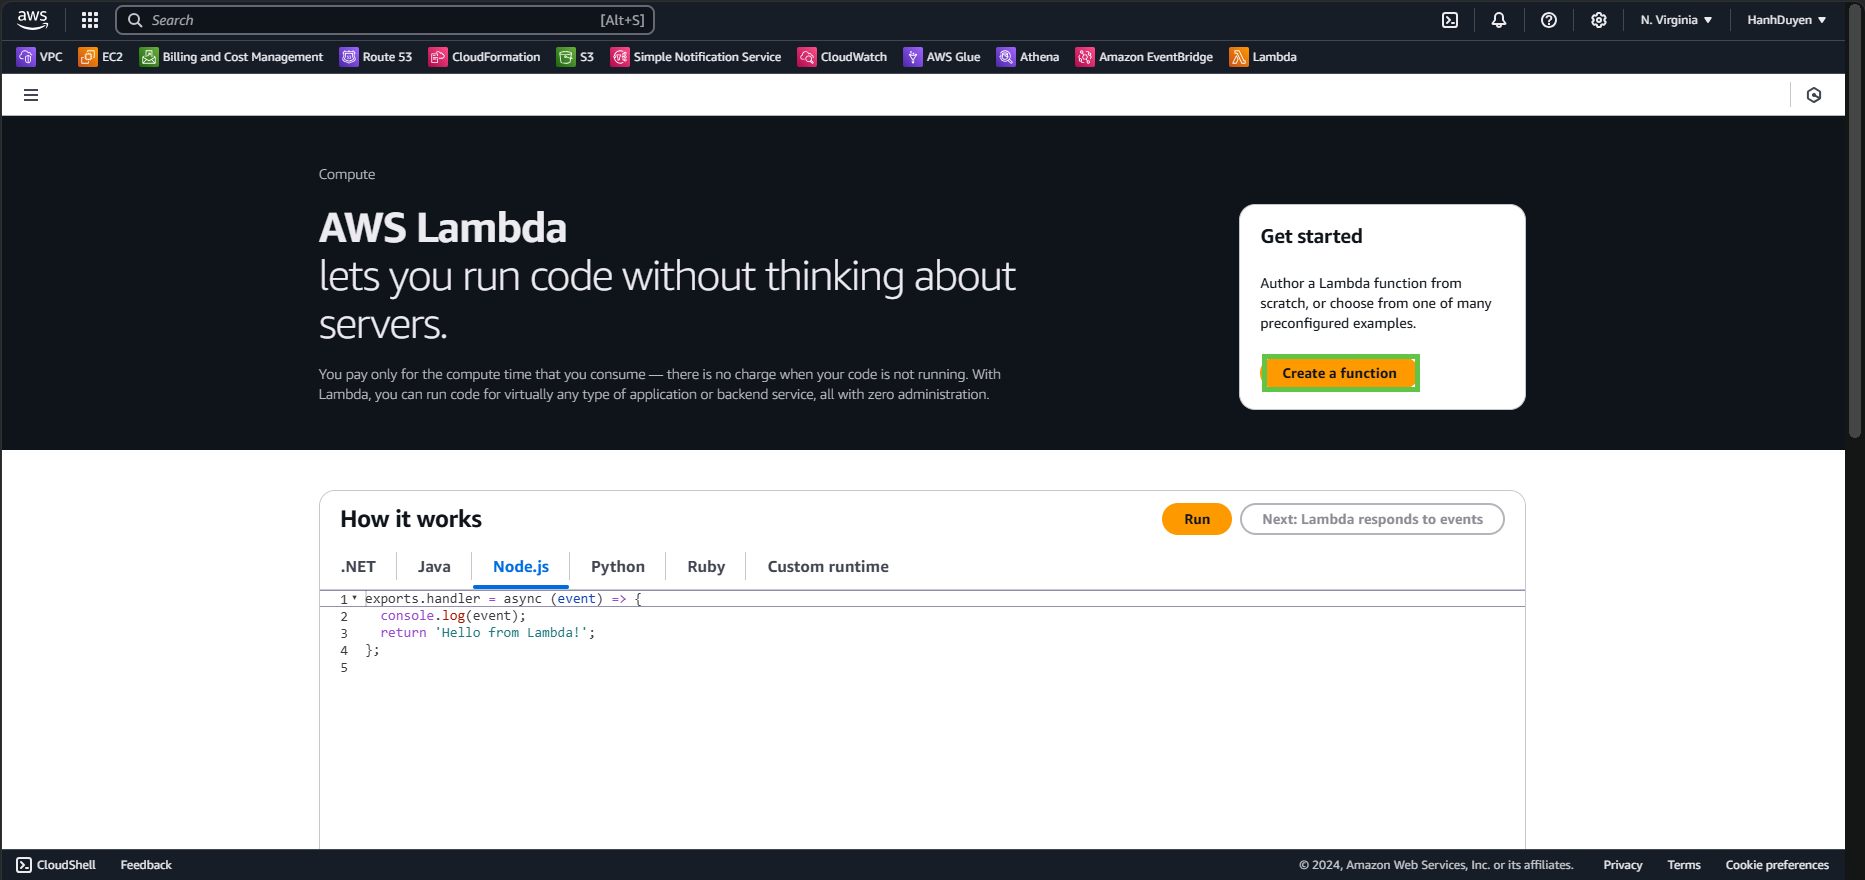 aws
Search [Alt+S]
N. Virginia
HanhDuyen
VPC EC2 Billing and Cost Management Route 53 CloudFormation S3 Simple Notification Service CloudWatch AWS Glue Athena Amazon EventBridge Lambda
Compute
AWS Lambda
lets you run code without thinking about
servers.
You pay only for the compute time that you consume — there is no charge when your code is not running. With
Lambda, you can run code for virtually any type of application or backend service, all with zero administration.
Get started
Author a Lambda function from
scratch, or choose from one of many
preconfigured examples.
Create a function
How it works
Run
Next: Lambda responds to events
.NET Java Node.js Python Ruby Custom runtime
1 exports.handler = async (event) => {
2 console.log(event);
3 return 'Hello from Lambda!';
4 };
5
CloudShell Feedback
© 2024, Amazon Web Services, Inc. or its affiliates. Privacy Terms Cookie preferences